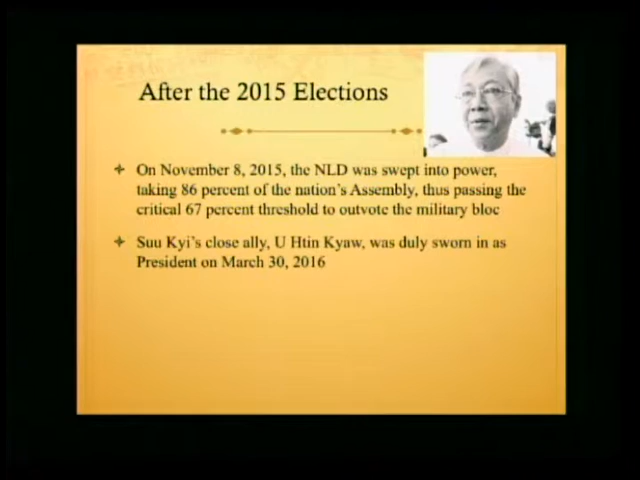 After the 2015 Elections
On November 8, 2015, the NLD was swept into power,
taking 86 percent of the nation's Assembly, thus passing the
critical 67 percent threshold to outvote the military bloc
Suu Kyi's close ally, U Htin Kyaw, was duly sworn in as
President on March 30, 2016